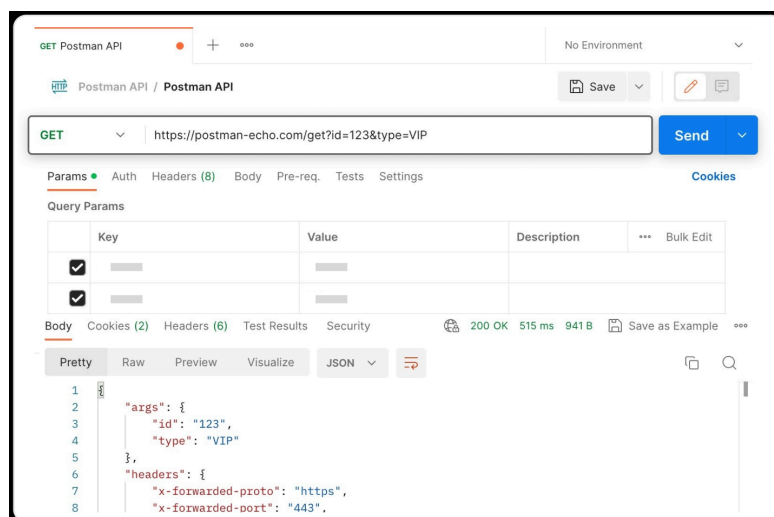 GET Postman API
No Environment
HTTP Postman API / Postman API Save
GET https://postman-echo.com/get?id=123&type=VIP Send
Params Auth Headers (8) Body Pre-req. Tests Settings Cookies
Query Params
Key Value Description Bulk Edit
Body Cookies (2) Headers (6) Test Results Security 200 OK 515 ms 941 B Save as Example
Pretty Raw Preview Visualize JSON
1 {
2 "args": {
3 "id": "123",
4 "type": "VIP"
5 },
6 "headers": {
7 "x-forwarded-proto": "https",
8 "x-forwarded-port": "443",